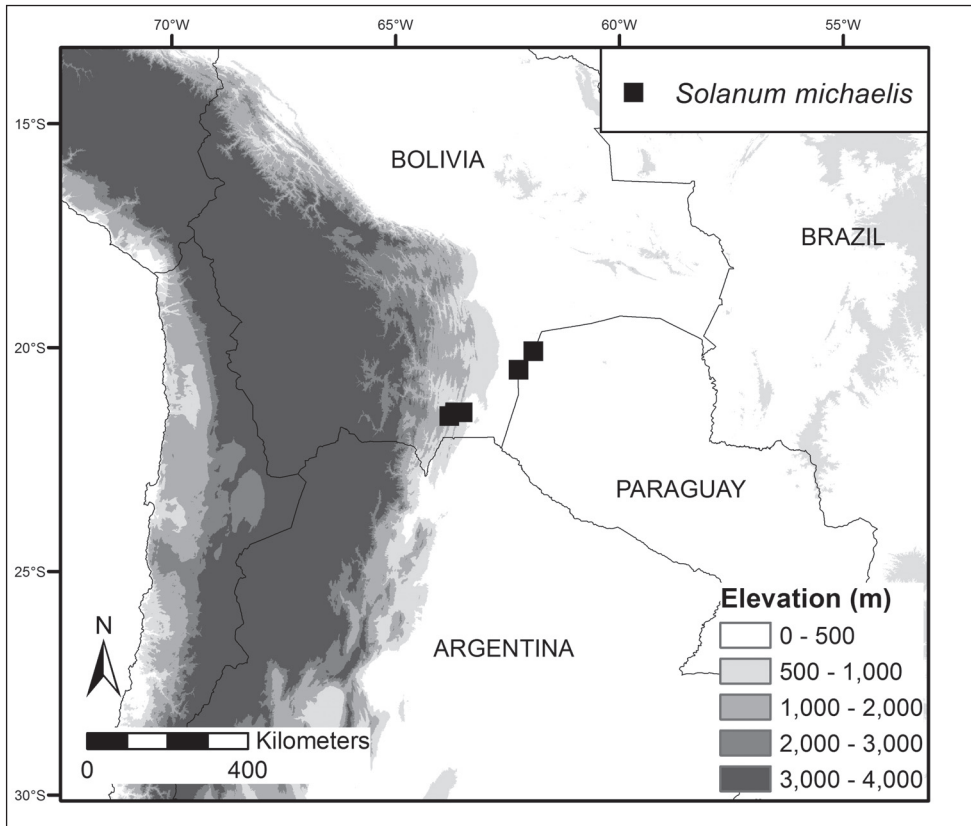 70°W 65°W 60°W 55°W
Solanum michaelis
15°S
BOLIVIA
BRAZIL
20°S
PARAGUAY
25°S
Elevation (m)
N
0 - 500
ARGENTINA
500 - 1,000
1,000 - 2,000
Kilometers
2,000 - 3,000
0 400
3,000 - 4,000
30°S